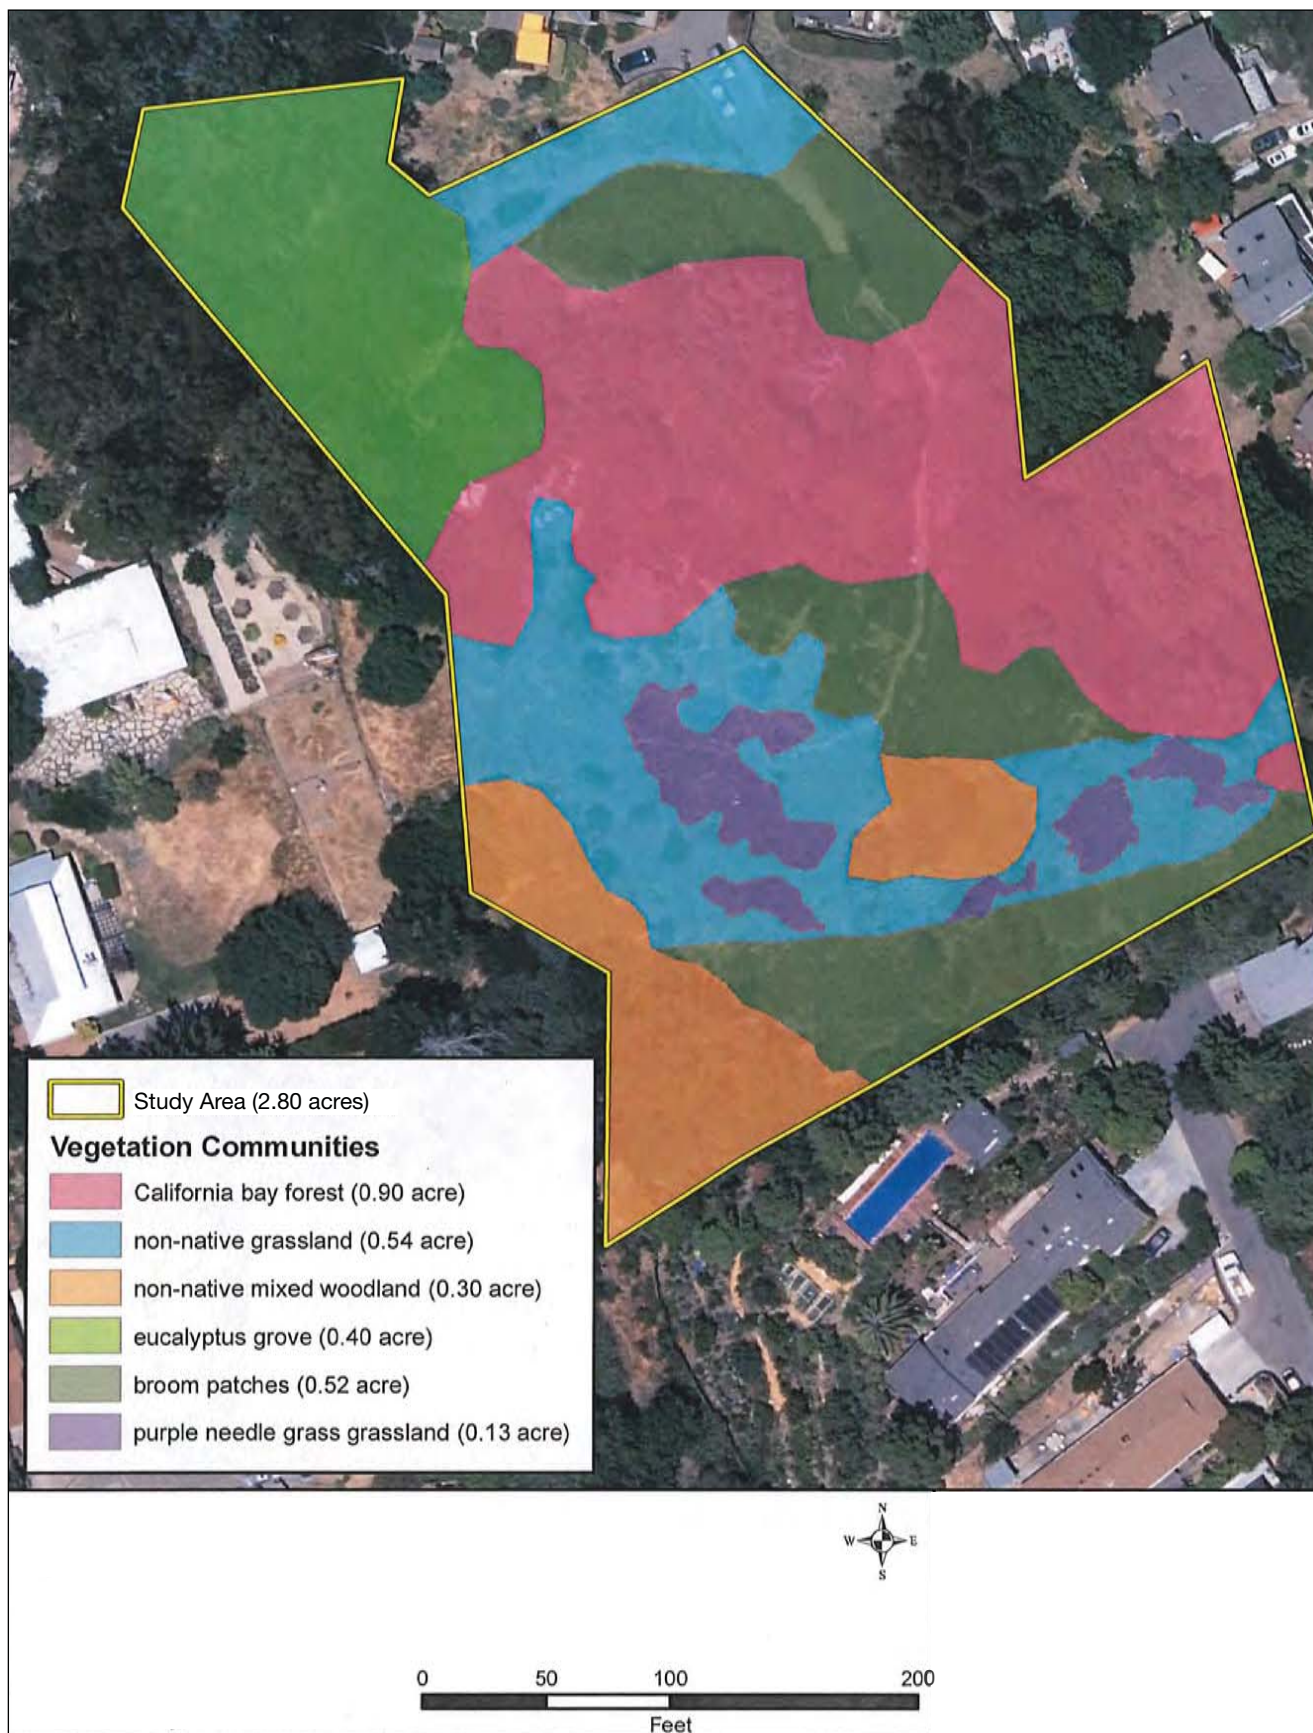 Study Area (2.80 acres)
Vegetation Communities
California bay forest (0.90 acre)
non-native grassland (0.54 acre)
non-native mixed woodland (0.30 acre)
eucalyptus grove (0.40 acre)
broom patches (0.52 acre)
purple needle grass grassland (0.13 acre)
N
W E
S
0 50 100 200
Feet